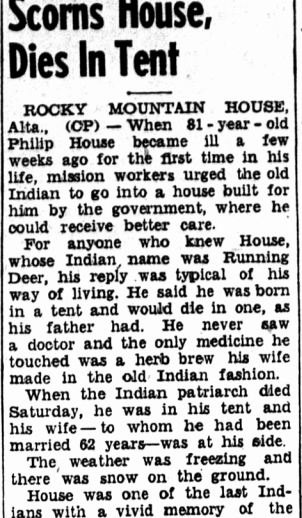 Scorns House,
Dies In Tent
ROCKY MOUNTAIN HOUSE,
Alta., (CP) — When 81-year-old
Philip House became ill a few
weeks ago for the first time in his
life, mission workers urged the old
Indian to go into a house built for
him by the government, where he
could receive better care.
For anyone who knew House,
whose Indian name was Running
Deer, his reply was typical of his
way of living. He said he was born
in a tent and would die in one, as
his father had. He never saw
a doctor and the only medicine he
touched was a herb brew his wife
made in the old Indian fashion.
When the Indian patriarch died
Saturday, he was in his tent and
his wife—to whom he had been
married 62 years—was at his side.
The weather was freezing and
there was snow on the ground.
House was one of the last Ind-
ians with a vivid memory of the